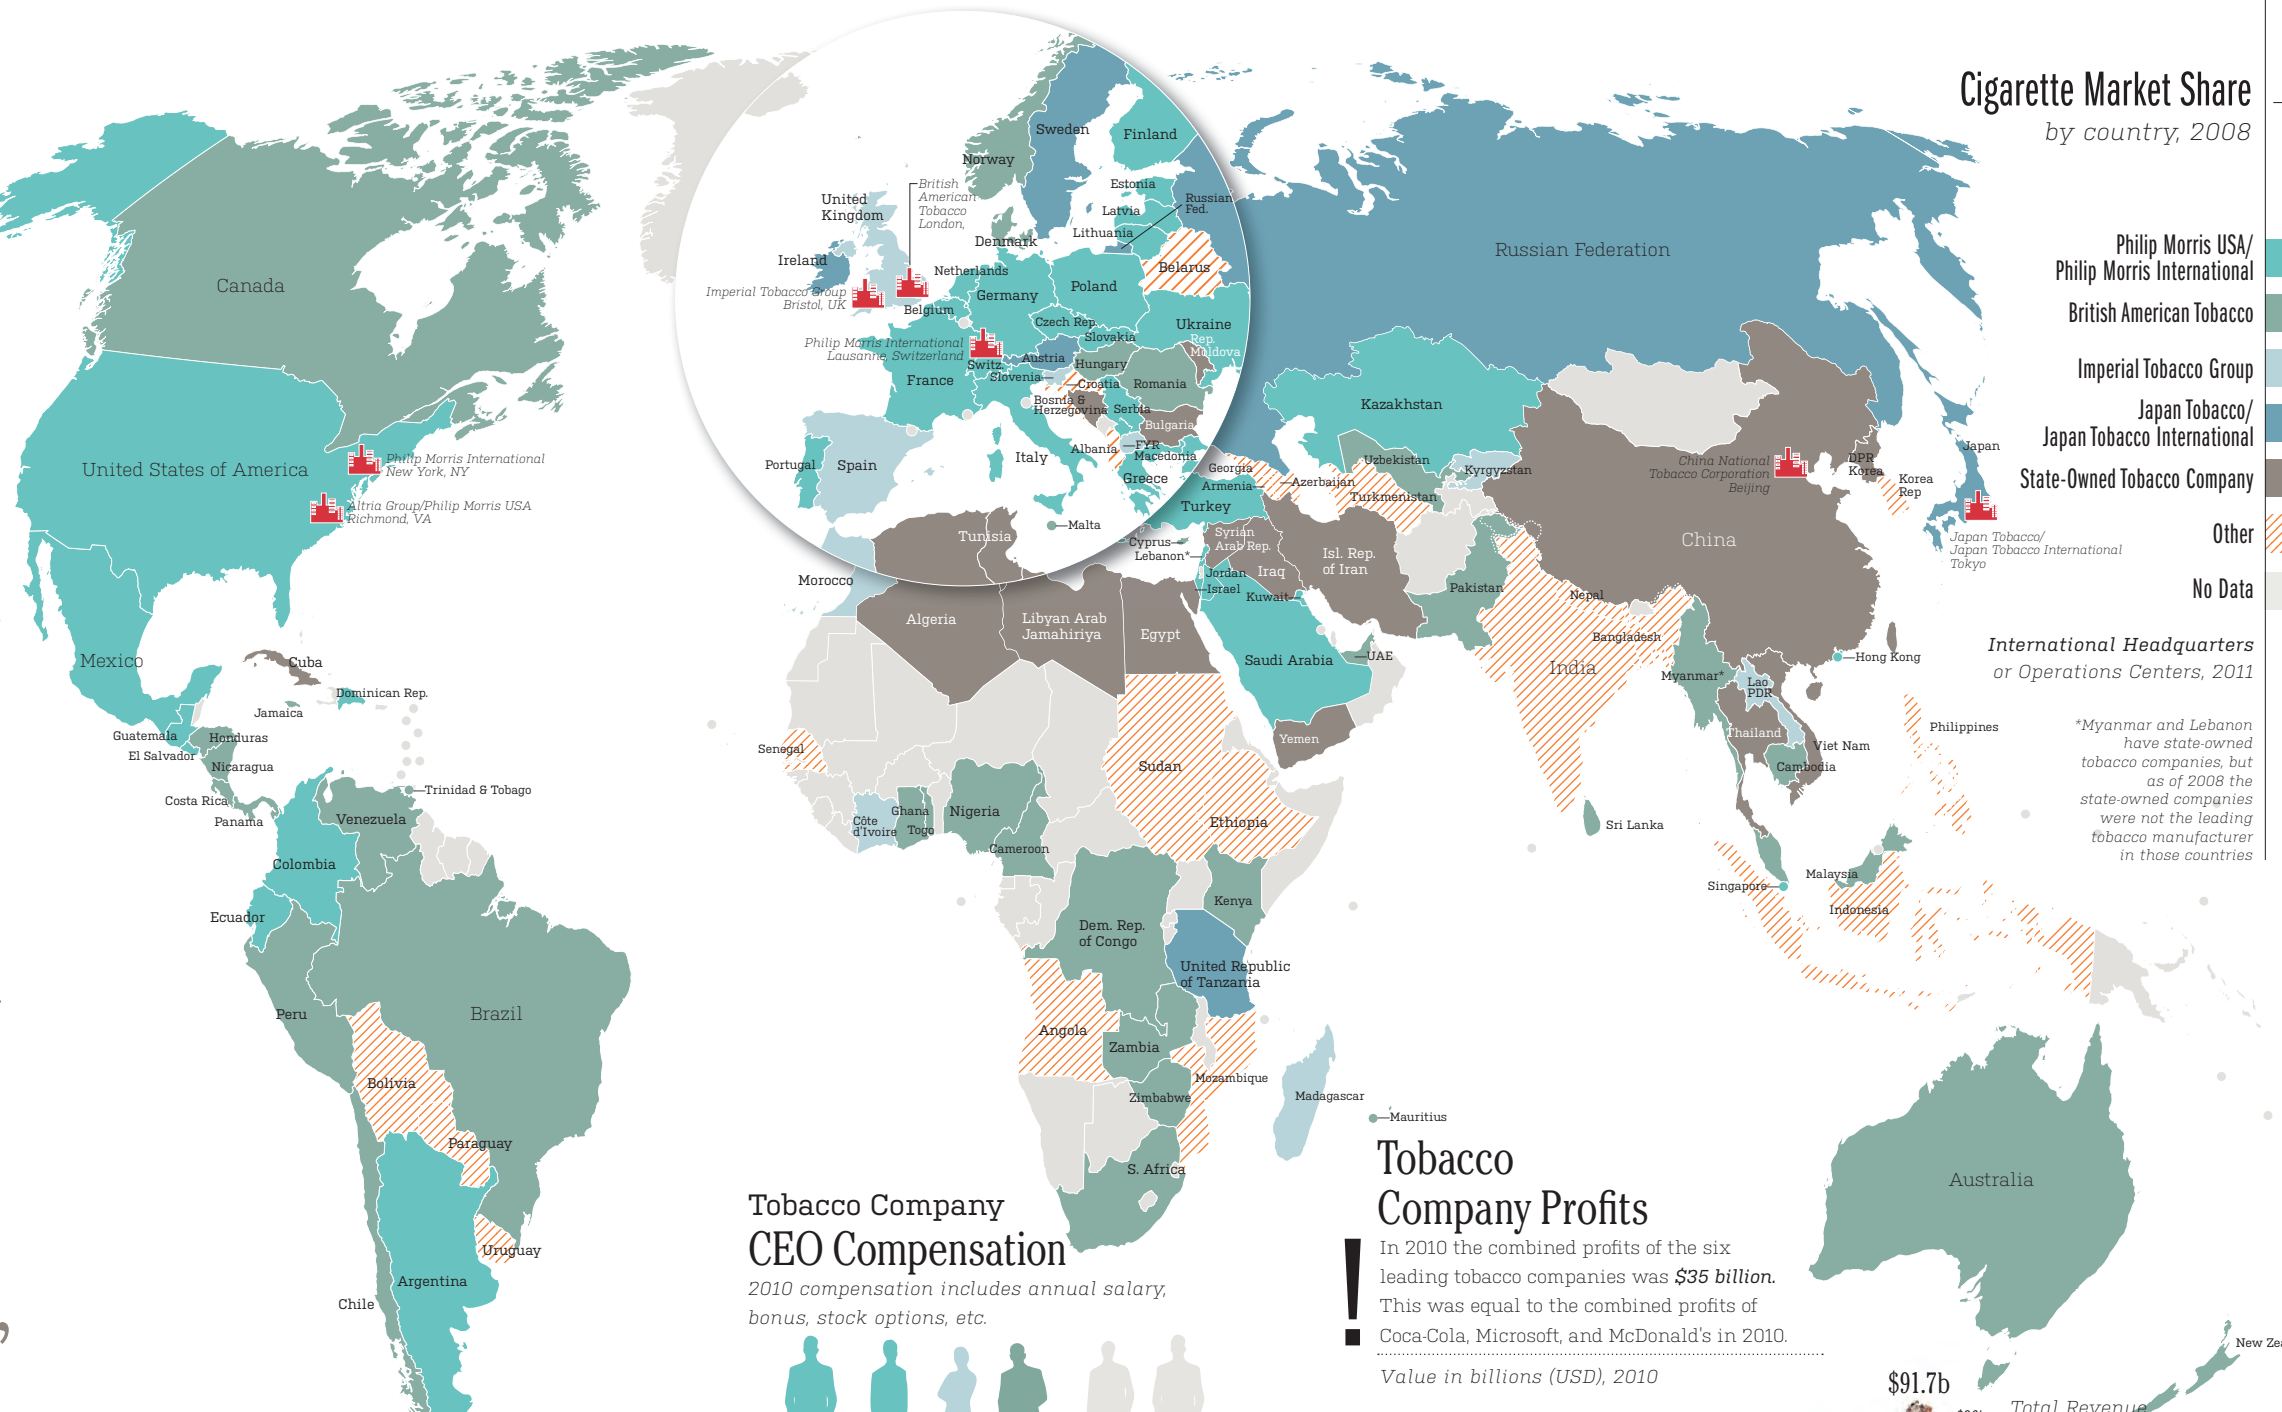 Cigarette Market Share
by country, 2008
Philip Morris USA/
Philip Morris International
British American Tobacco
Imperial Tobacco Group
Japan Tobacco/
Japan Tobacco International
State-Owned Tobacco Company
Other
No Data
International Headquarters
or Operations Centers, 2011
*Myanmar and Lebanon
have state-owned
tobacco companies, but
as of 2008 the
state-owned companies
were not the leading
tobacco manufacturer
in those countries
Canada
United States of America
Philip Morris International
New York, NY
Altria Group/Philip Morris USA
Richmond, VA
Mexico
Cuba
Dominican Rep.
Jamaica
Guatemala
Honduras
El Salvador
Nicaragua
Costa Rica
Panama
Trinidad & Tobago
Venezuela
Colombia
Ecuador
Peru
Brazil
Bolivia
Paraguay
Uruguay
Argentina
Chile
Sweden
Finland
Norway
Estonia
Russian
Fed.
Latvia
Lithuania
Denmark
United
Kingdom
British
American
Tobacco
London,
Ireland
Imperial Tobacco Group
Bristol, UK
Netherlands
Belgium
Germany
Poland
Belarus
Ukraine
Czech Rep.
Slovakia
Rep.
Moldova
Philip Morris International
Lausanne, Switzerland
Switz.
Austria
Hungary
Slovenia
Croatia
Romania
France
Bosnia &
Herzegovina
Serbia
Bulgaria
Albania
FYR
Macedonia
Portugal
Spain
Italy
Greece
Malta
Tunisia
Morocco
Algeria
Libyan Arab
Jamahiriya
Egypt
Cyprus
Lebanon*
Georgia
Armenia
Azerbaijan
Turkey
Syrian
Arab Rep.
Iraq
Jordan
Israel
Kuwait
Isl. Rep.
of Iran
Saudi Arabia
UAE
Yemen
Russian Federation
Kazakhstan
Uzbekistan
Kyrgyzstan
Turkmenistan
Pakistan
India
Nepal
Bangladesh
China
China National
Tobacco Corporation
Beijing
DPR
Korea
Korea
Rep
Japan
Japan Tobacco/
Japan Tobacco International
Tokyo
Hong Kong
Myanmar*
Lao
PDR
Thailand
Viet Nam
Cambodia
Philippines
Sri Lanka
Malaysia
Singapore
Indonesia
Senegal
Côte
d'Ivoire
Ghana
Togo
Nigeria
Cameroon
Sudan
Ethiopia
Kenya
Dem. Rep.
of Congo
United Republic
of Tanzania
Angola
Zambia
Zimbabwe
Mozambique
Madagascar
Mauritius
S. Africa
Australia
New Zea
Tobacco Company
CEO Compensation
2010 compensation includes annual salary,
bonus, stock options, etc.
Tobacco
Company Profits
!
In 2010 the combined profits of the six
leading tobacco companies was $35 billion.
This was equal to the combined profits of
Coca-Cola, Microsoft, and McDonald's in 2010.
Value in billions (USD), 2010
$91.7b
Total Revenue